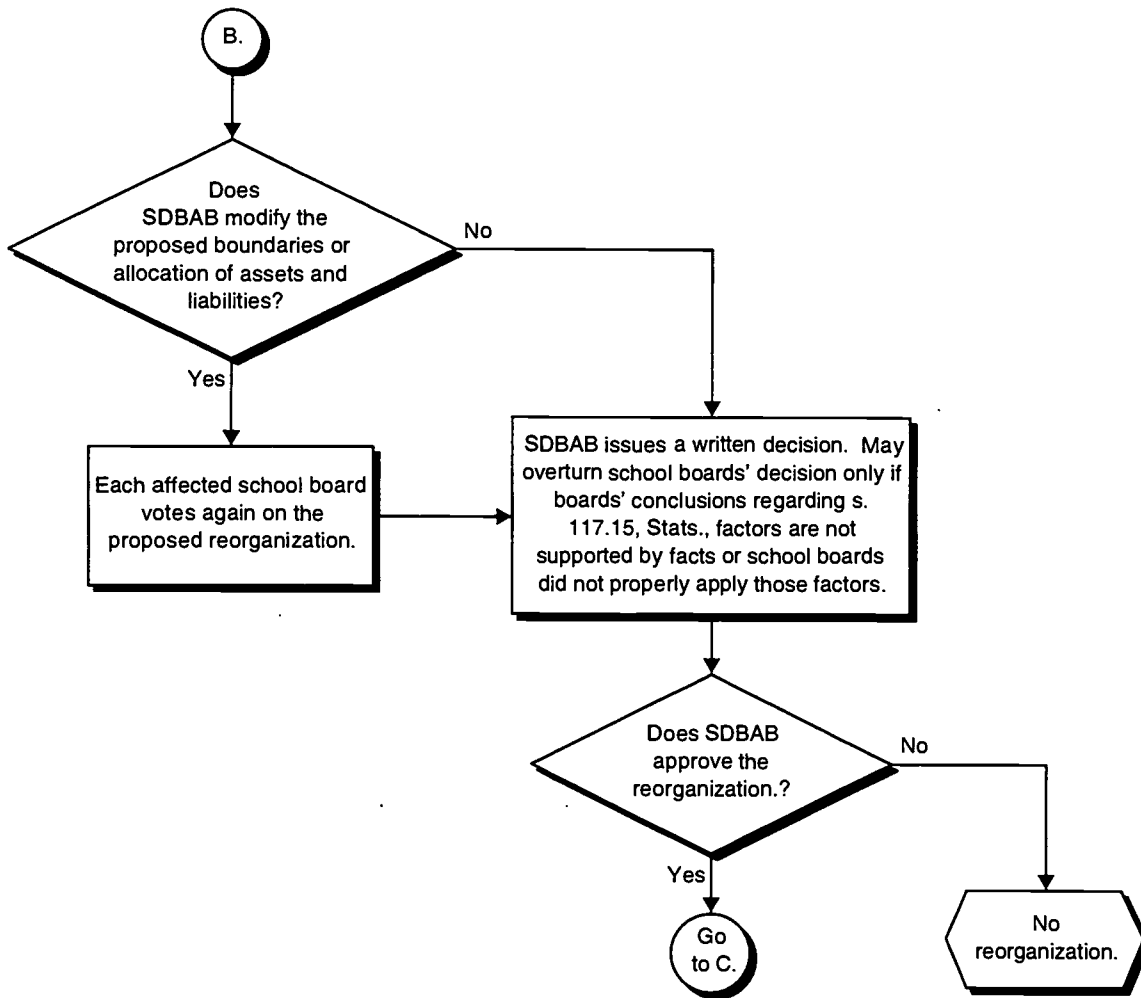 B.
Does
SDBAB modify the
proposed boundaries or
allocation of assets and
liabilities?
No
Yes
Each affected school board
votes again on the
proposed reorganization.
SDBAB issues a written decision. May
overturn school boards' decision only if
boards' conclusions regarding s.
117.15, Stats., factors are not
supported by facts or school boards
did not properly apply those factors.
Does SDBAB
approve the
reorganization.?
No
Yes
Go
to C.
No
reorganization.